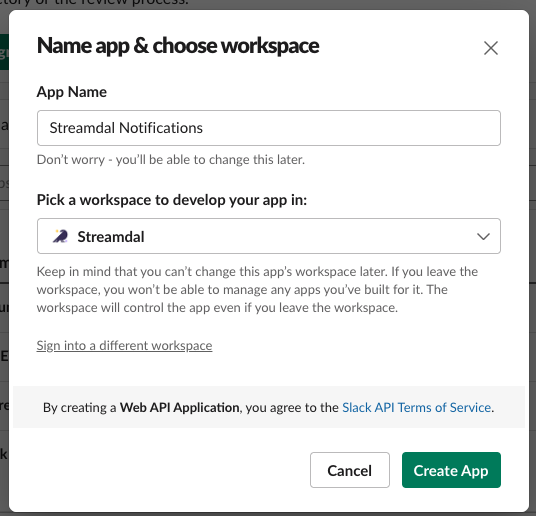 ctory of the review process.
Name app & choose workspace
App Name
Streamdal Notifications
Don't worry - you'll be able to change this later.
Pick a workspace to develop your app in:
Streamdal
Keep in mind that you can't change this app's workspace later. If you leave the
workspace, you won't be able to manage any apps you've built for it. The
workspace will control the app even if you leave the workspace.
Sign into a different workspace
By creating a Web API Application, you agree to the Slack API Terms of Service.
Cancel
Create App